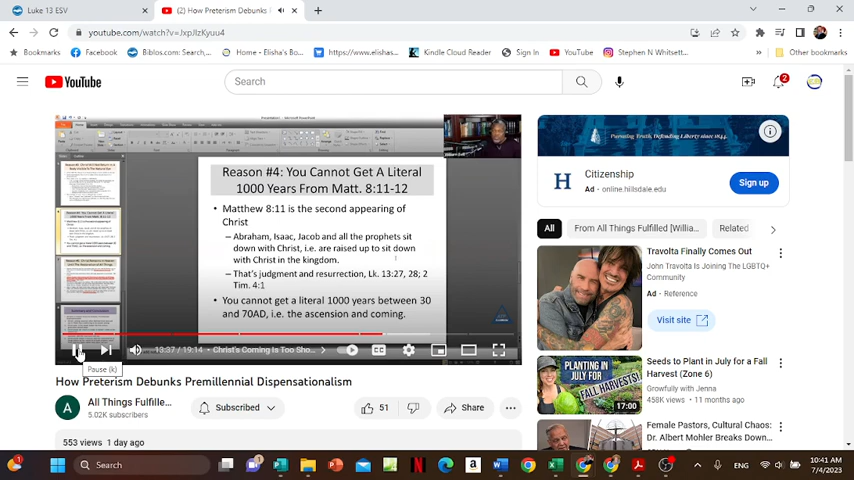 Luke 13 ESV
(2) How Preterism Debunks
youtube.com/watch?v=JxpJlzKyuu4
Bookmarks
Facebook
Biblos.com: Search,...
Home - Elisha's Bo...
https://www.elishas...
Kindle Cloud Reader
Sign In
YouTube
Stephen N Whitsett...
»
Other bookmarks
YouTube
Search
2
Reason #4: You Cannot Get A Literal
1000 Years From Matt. 8:11-12
• Matthew 8:11 is the second appearing of
Christ
– Abraham, Isaac, Jacob and all the prophets sit
down with Christ, i.e. are raised up to sit down
with Christ in the kingdom.
– That's judgment and resurrection, Lk. 13:27, 28; 2
Tim. 4:1
• You cannot get a literal 1000 years between 30
and 70AD, i.e. the ascension and coming.
13:37 / 19:14 • Christ's Coming Is Too Sho...
CC
Pause (k)
How Preterism Debunks Premillennial Dispensationalism
A
All Things Fulfille...
5.02K subscribers
Subscribed
51
Share
553 views 1 day ago
Pursuing Truth, Defending Liberty since 1844.
H
Citizenship
Ad • online.hillsdale.edu
Sign up
All
From All Things Fulfilled [Willia...
Related
Travolta Finally Comes Out
John Travolta Is Joining The LGBTQ+
Community
Ad • Reference
Visit site
PLANTING IN
JULY FOR
FALL HARVESTS!
17:00
Seeds to Plant in July for a Fall
Harvest (Zone 6)
Growfully with Jenna
458K views • 11 months ago
Female Pastors, Cultural Chaos:
Dr. Albert Mohler Breaks Down...
1
Search
ENG
10:41 AM
7/4/2023